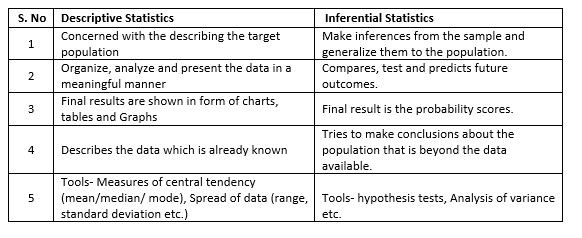 S. No Descriptive Statistics Inferential Statistics
1 Concerned with the describing the target
population
Make inferences from the sample and
generalize them to the population.
2 Organize, analyze and present the data in a
meaningful manner
Compares, test and predicts future
outcomes.
3 Final results are shown in form of charts,
tables and Graphs
Final result is the probability scores.
4 Describes the data which is already known
Tries to make conclusions about the
population that is beyond the data
available.
5 Tools- Measures of central tendency
(mean/median/ mode), Spread of data (range,
standard deviation etc.)
Tools- hypothesis tests, Analysis of variance
etc.